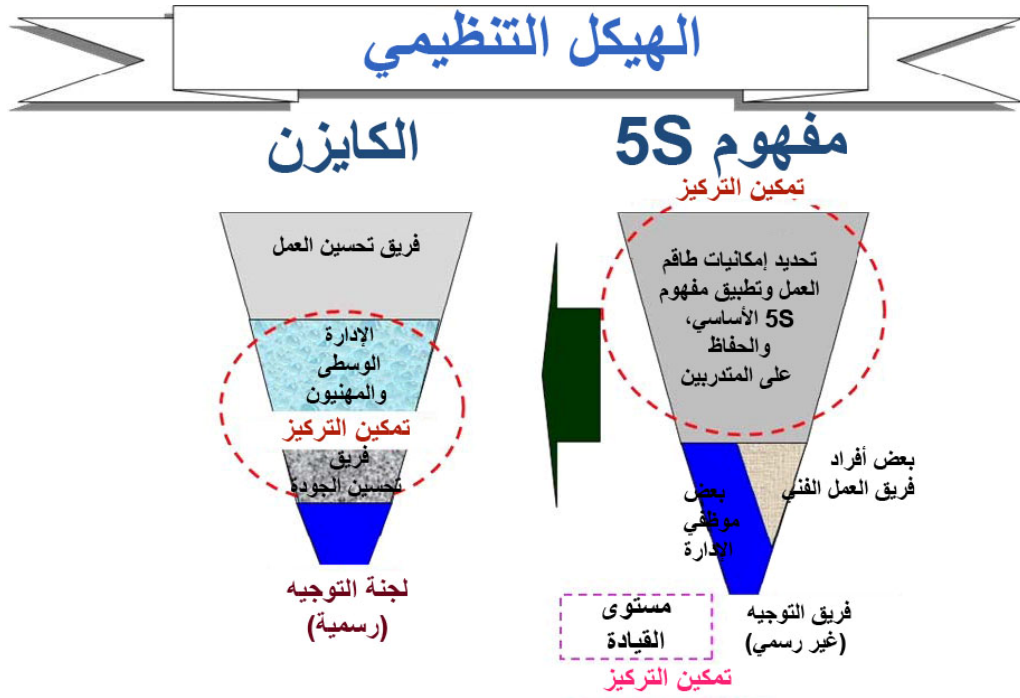 الهيكل التنظيمي
مفهوم 5S
تمكين التركيز
تحديد إمكانيات طاقم
العمل وتطبيق مفهوم
5S الأساسي،
والحفاظ
على المتدربين
بعض أفراد
فريق العمل الفني
بعض
موظفي
الإدارة
فريق التوجيه
(غير رسمي)
مستوى
القيادة
تمكين التركيز
الكايزن
فريق تحسين العمل
الإدارة
الوسطى
والمهنيون
تمكين التركيز
فريق
تحسين الجودة
لجنة التوجيه
(رسمية)